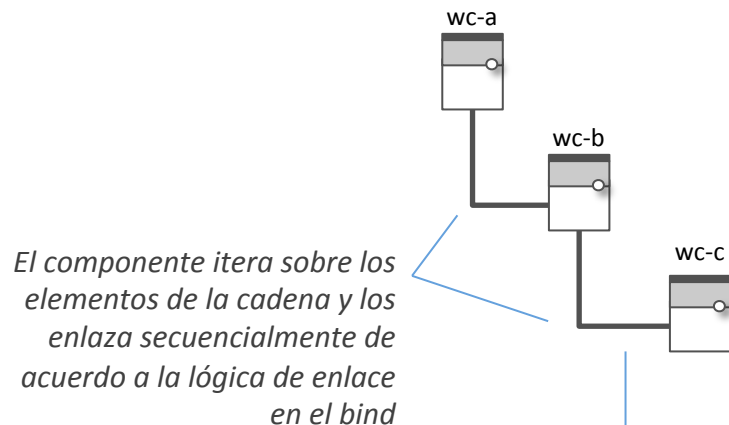 wc-a
wc-b
wc-c
El componente itera sobre los
elementos de la cadena y los
enlaza secuencialmente de
acuerdo a la lógica de enlace
en el bind